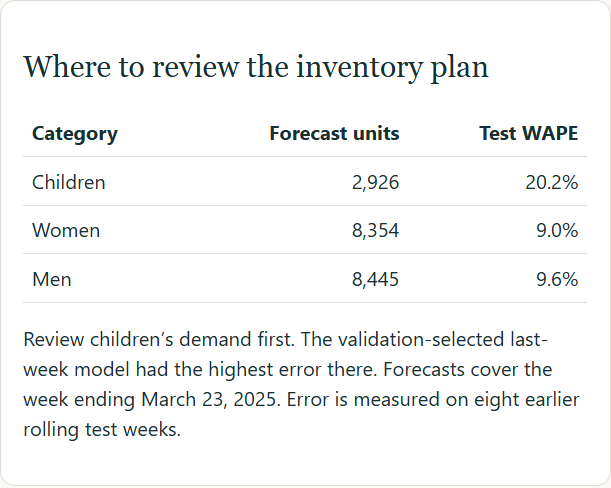 Where to review the inventory plan
Category Forecast units Test WAPE
Children 2,926 20.2%
Women 8,354 9.0%
Men 8,445 9.6%
Review children’s demand first. The validation-selected last-
week model had the highest error there. Forecasts cover the
week ending March 23, 2025. Error is measured on eight earlier
rolling test weeks.